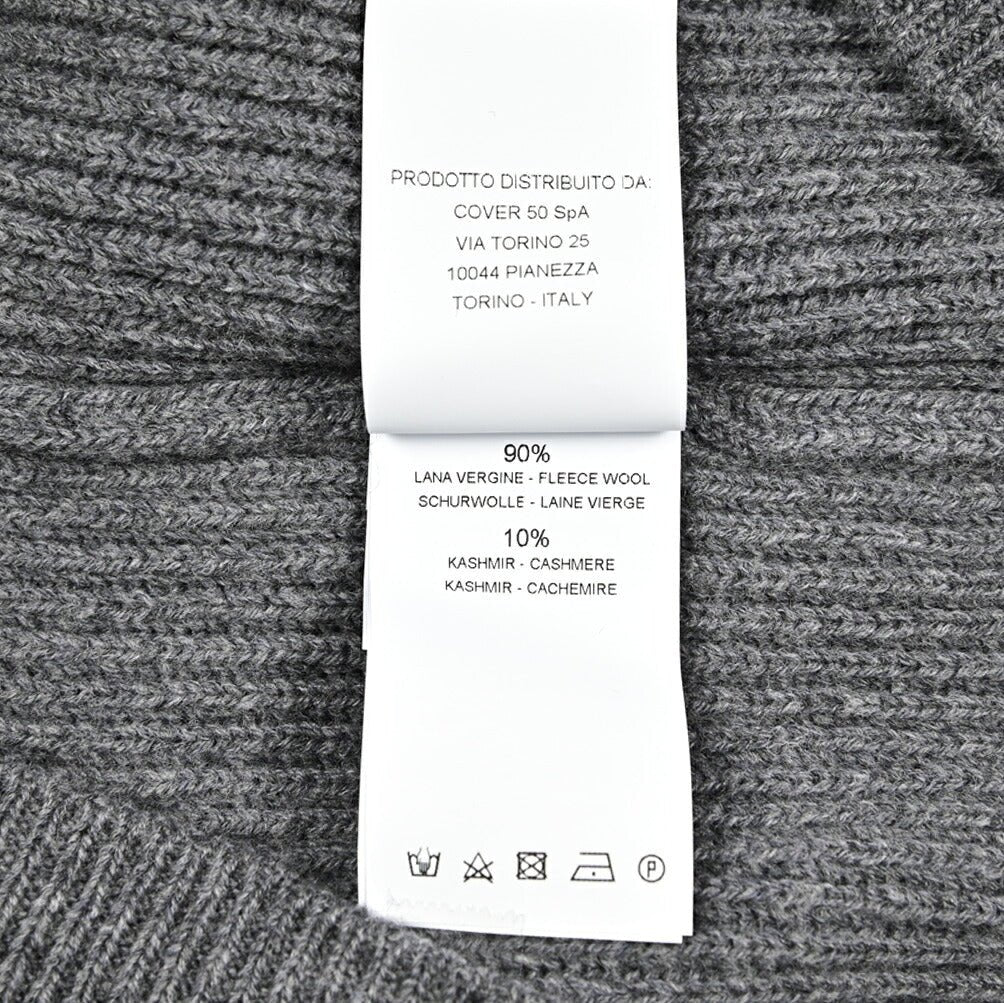 PRODOTTO DISTRIBUITO DA:
COVER 50 SpA
VIA TORINO 25
10044 PIANEZZA
TORINO - ITALY
90%
LANA VERGINE - FLEECE WOOL
SCHURWOLLE - LAINE VIERGE
10%
KASHMIR - CASHMERE
KASHMIR - CACHEMIRE
P